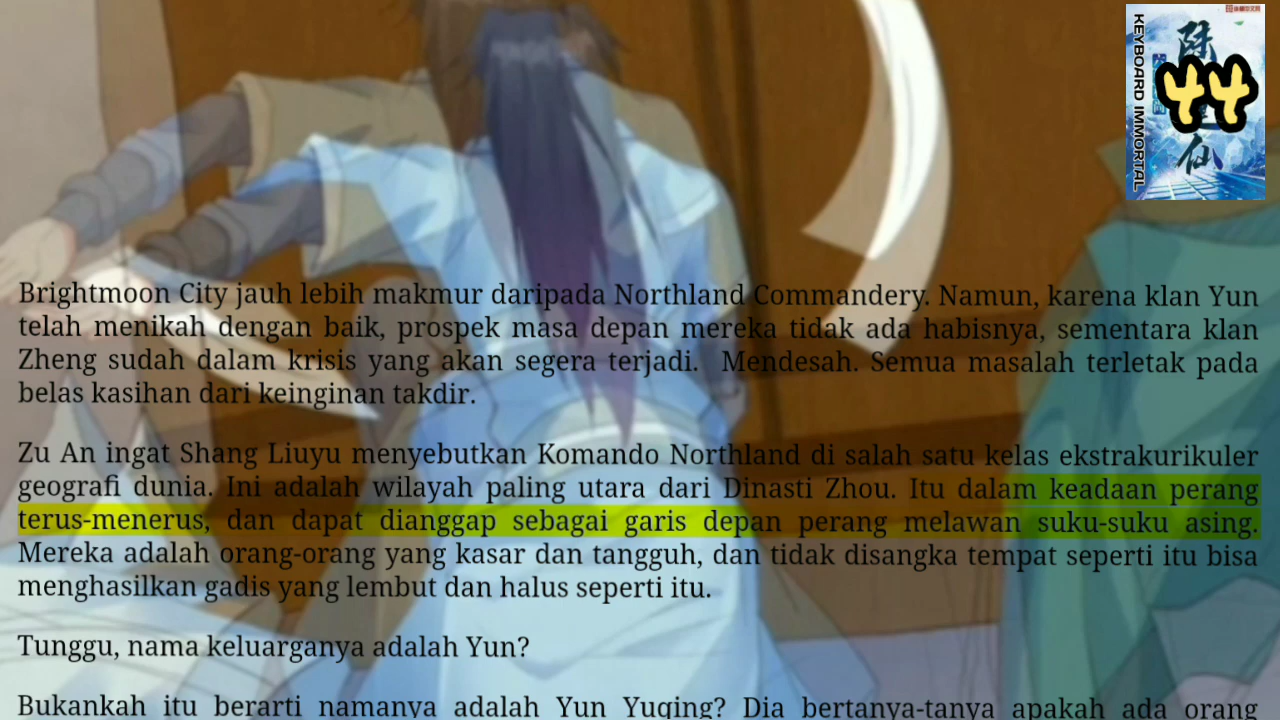 KEYBOARD IMMORTAL
陆
仙
44
Brightmoon City jauh lebih makmur daripada Northland Commandery. Namun, karena klan Yun
telah menikah dengan baik, prospek masa depan mereka tidak ada habisnya, sementara klan
Zheng sudah dalam krisis yang akan segera terjadi.  Mendesah. Semua masalah terletak pada
belas kasihan dari keinginan takdir.
Zu An ingat Shang Liuyu menyebutkan Komando Northland di salah satu kelas ekstrakurikuler
geografi dunia. Ini adalah wilayah paling utara dari Dinasti Zhou. Itu dalam keadaan perang
terus-menerus, dan dapat dianggap sebagai garis depan perang melawan suku-suku asing.
Mereka adalah orang-orang yang kasar dan tangguh, dan tidak disangka tempat seperti itu bisa
menghasilkan gadis yang lembut dan halus seperti itu.
Tunggu, nama keluarganya adalah Yun?
Bukankah itu berarti namanya adalah Yun Yuqing? Dia bertanya-tanya apakah ada orang